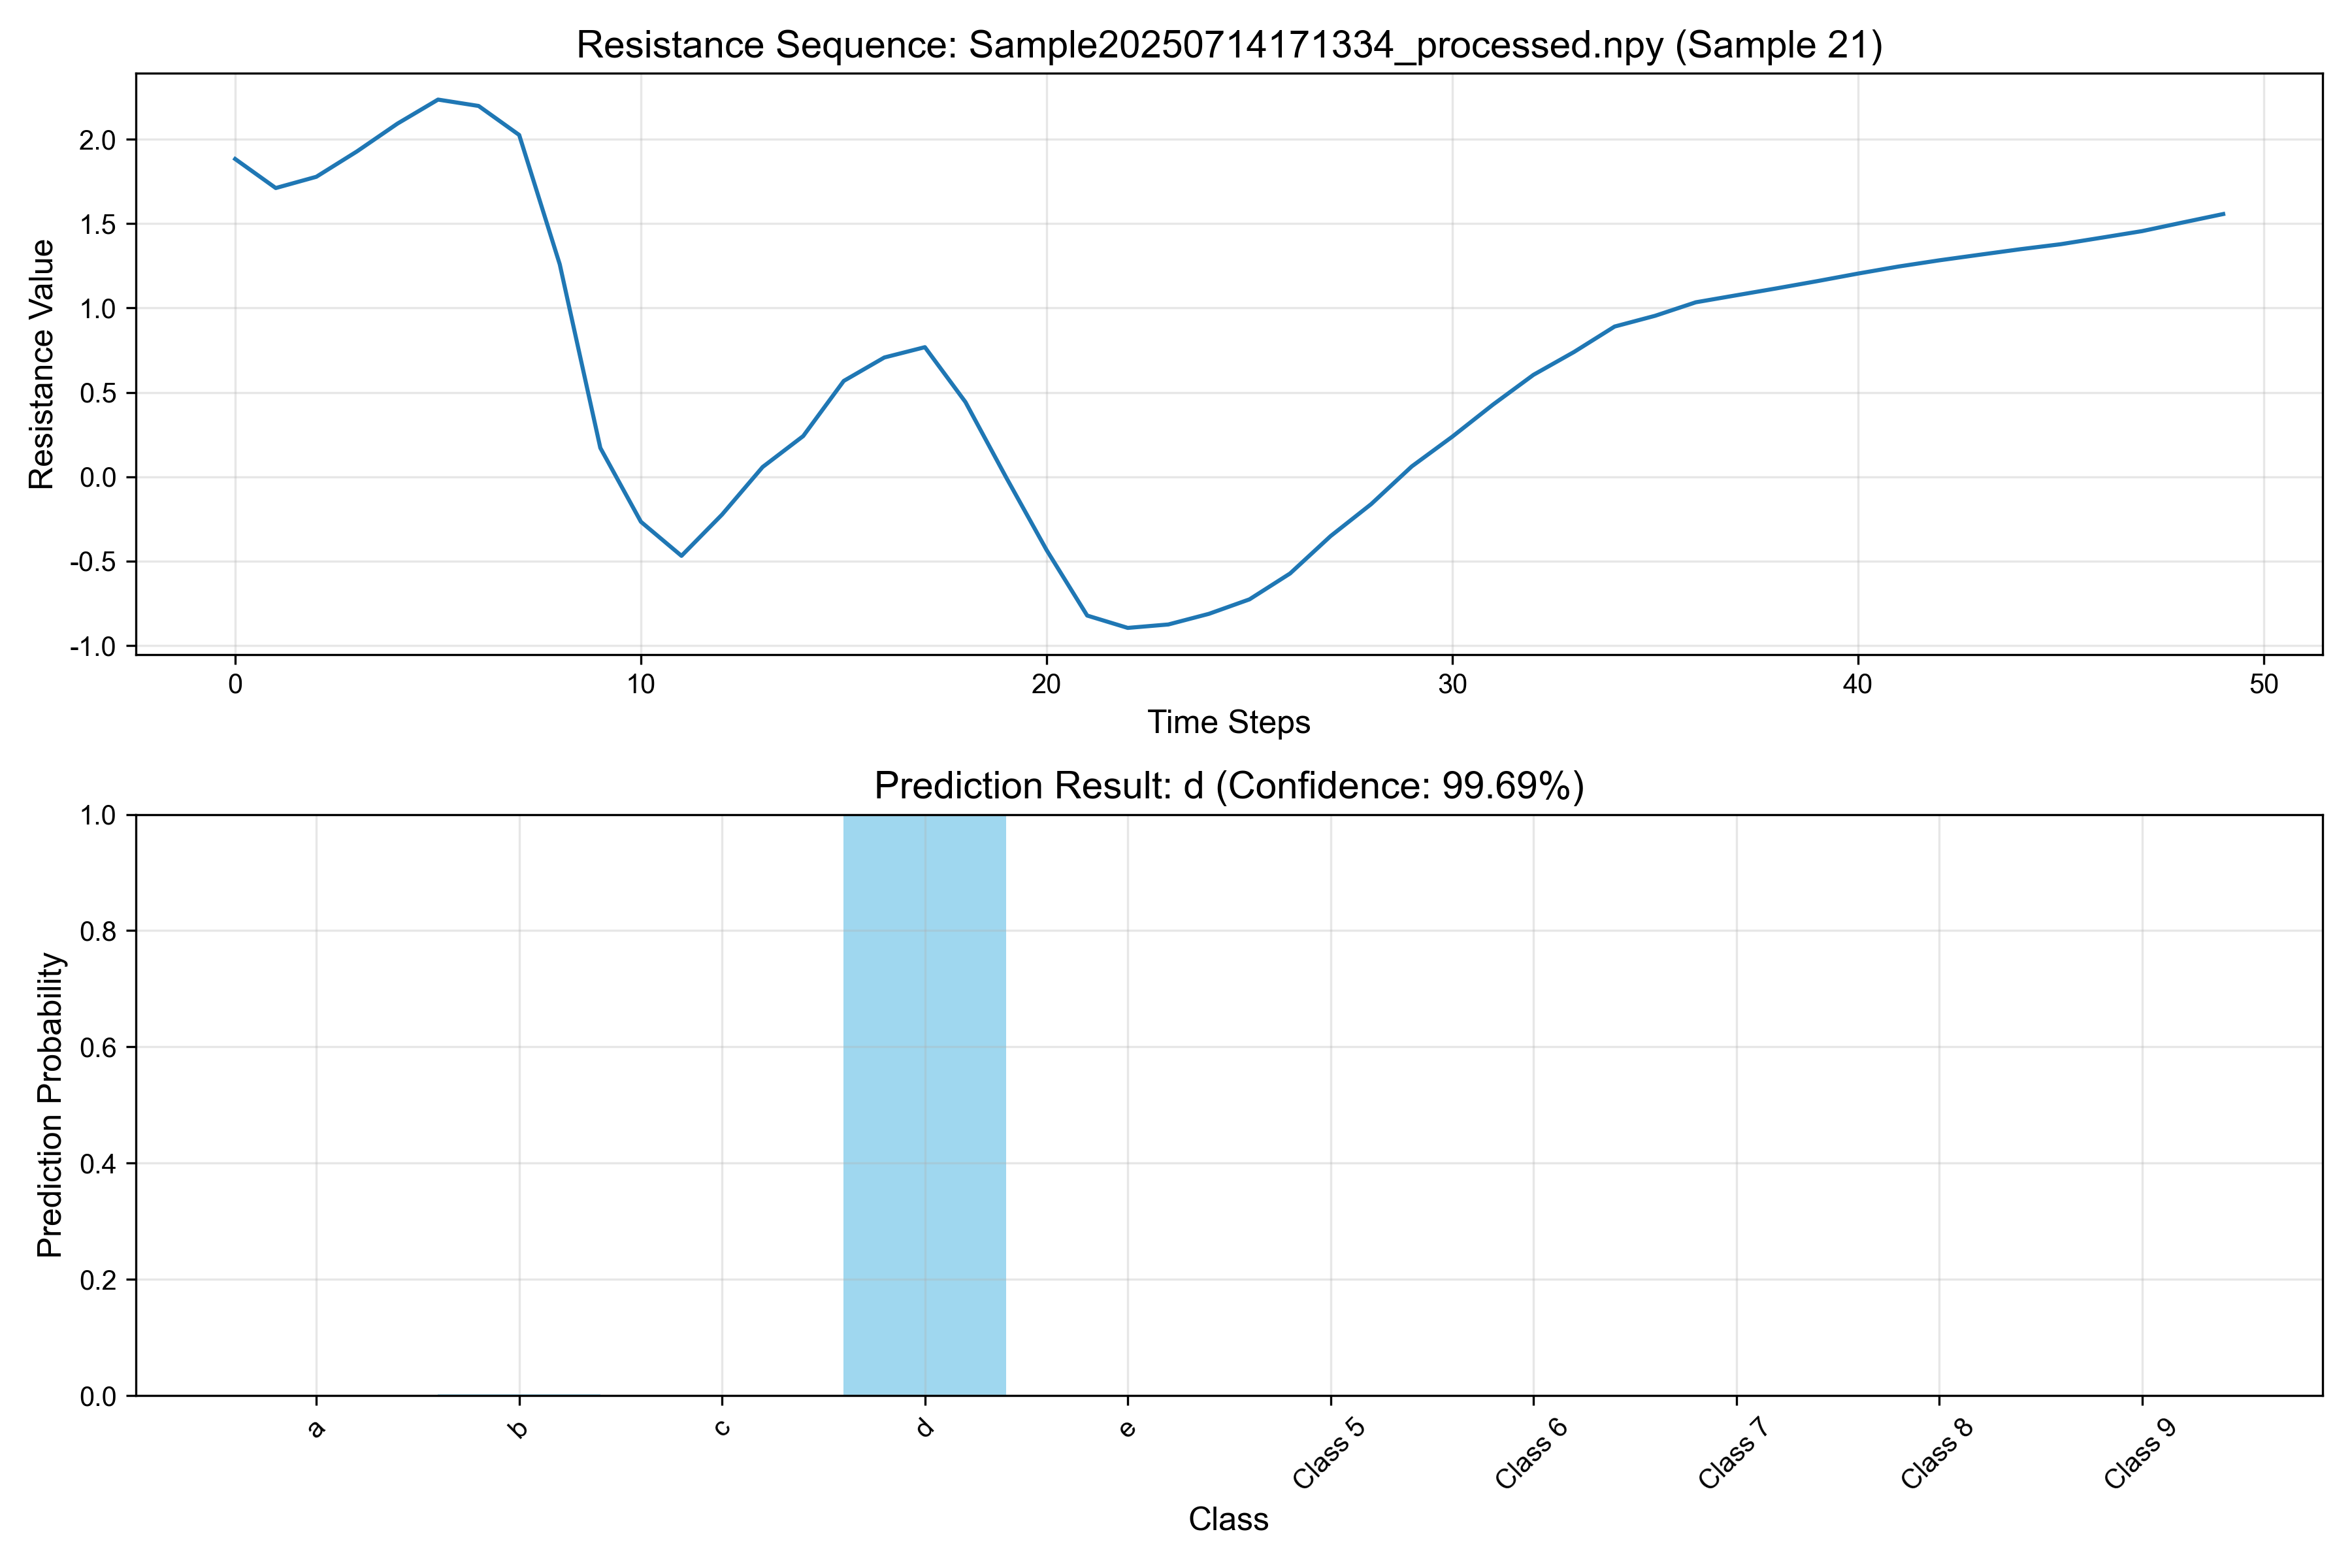 Resistance Sequence: Sample20250714171334_processed.npy (Sample 21)
Resistance Value
2.0
1.5
1.0
0.5
0.0
-0.5
-1.0
0 10 20 30 40 50
Time Steps
Prediction Result: d (Confidence: 99.69%)
Prediction Probability
1.0
0.8
0.6
0.4
0.2
0.0
a b c d e Class 5 Class 6 Class 7 Class 8 Class 9
Class